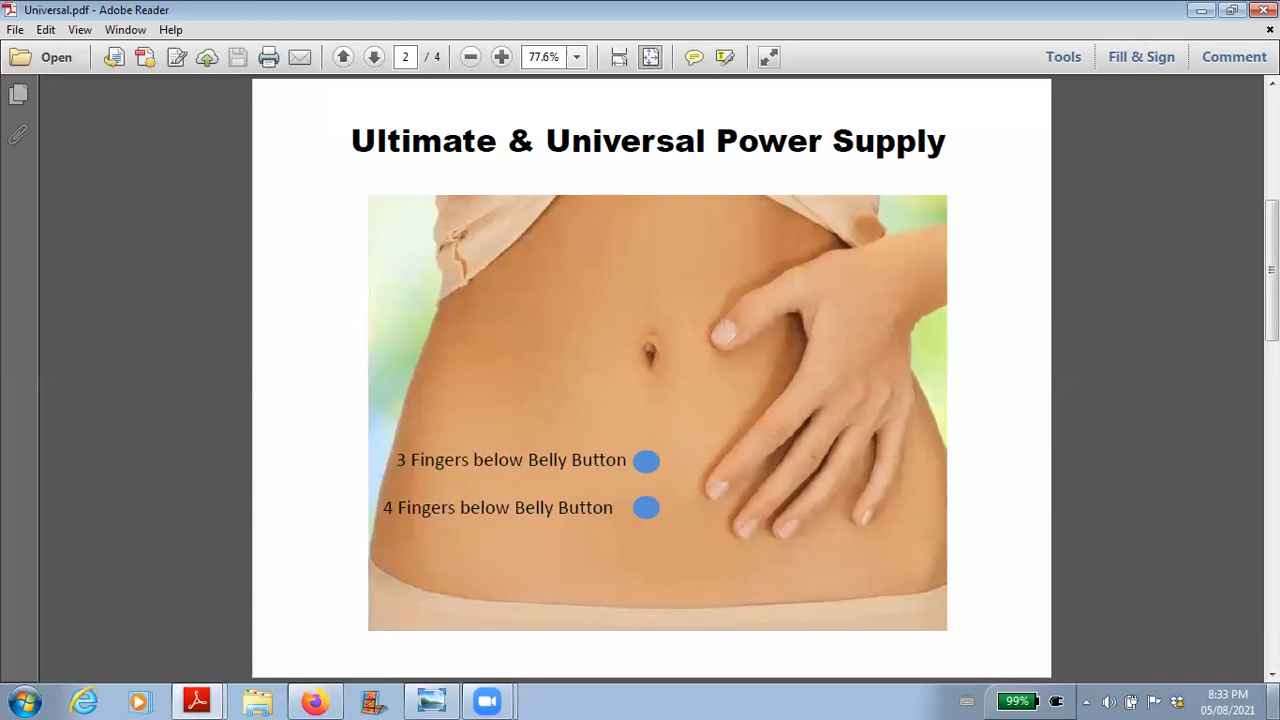 Universal.pdf - Adobe Reader
File Edit View Window Help
Open 2 / 4 77.6% Tools Fill & Sign Comment
Ultimate & Universal Power Supply
3 Fingers below Belly Button
4 Fingers below Belly Button
99% 8:33 PM
05/08/2021